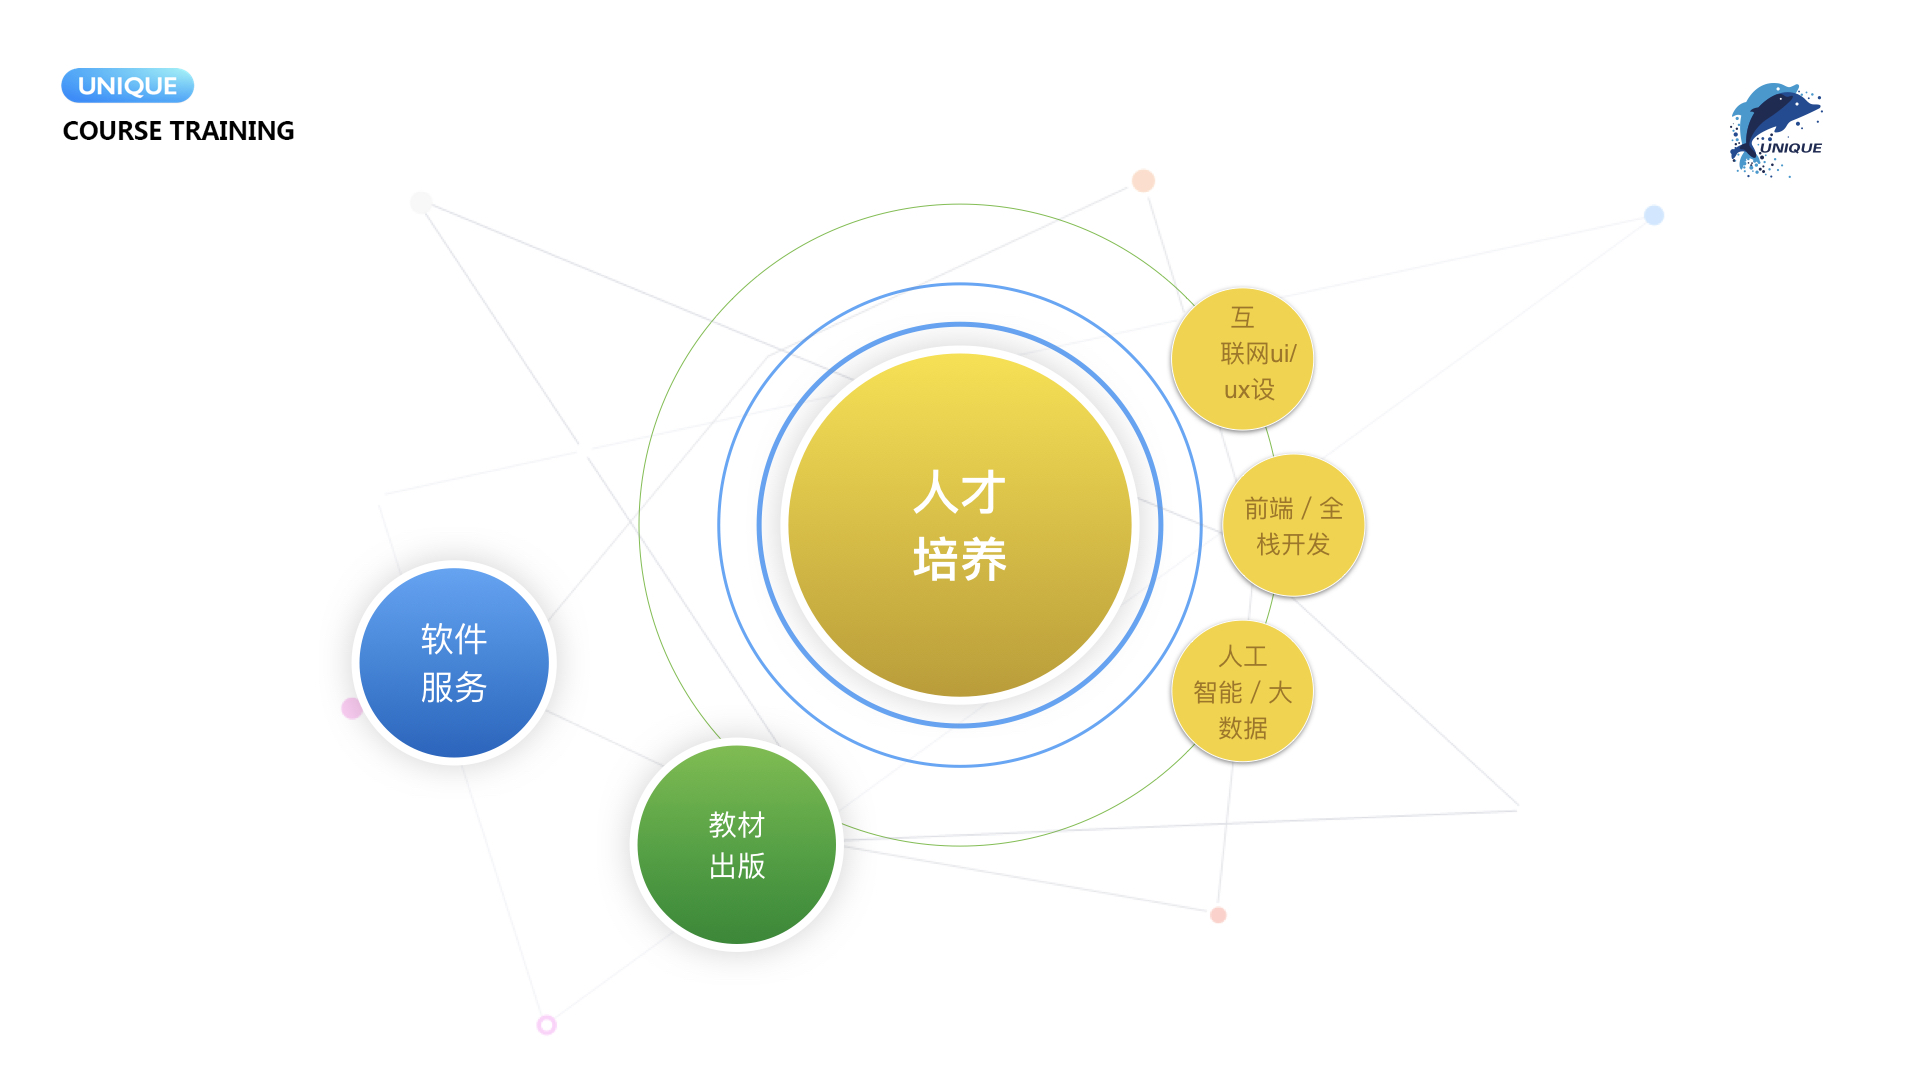 UNIQUE
COURSE TRAINING
UNIQUE
互
联网ui/
ux设
人才
培养
前端 / 全
栈开发
软件
服务
人工
智能 / 大
数据
教材
出版